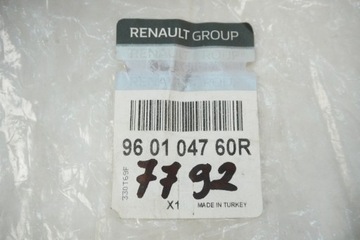 RENAULT GROUP
96 01 047 60R
7792
X1
MADE IN TURKEY